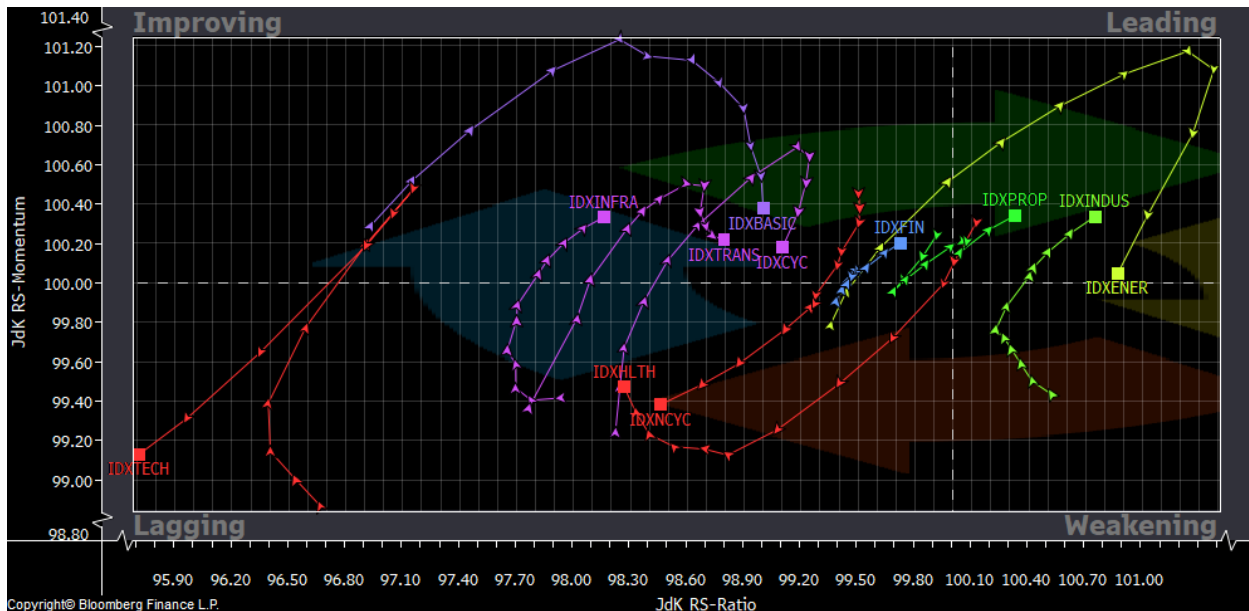 101.40
Improving
Leading
101.20
101.00
100.80
100.60
100.40
100.20
100.00
99.80
99.60
99.40
99.20
99.00
98.80
JdK RS-Momentum
IDXINFRA
IDXBASIC
IDXTRANS
IDXCYC
IDXFIN
IDXPROP
IDXINDUS
IDXENER
IDXHLTH
IDXNCYC
IDXTECH
Lagging
Weakening
95.90 96.20 96.50 96.80 97.10 97.40 97.70 98.00 98.30 98.60 98.90 99.20 99.50 99.80 100.10 100.40 100.70 101.00
Copyright© Bloomberg Finance L.P.
JdK RS-Ratio